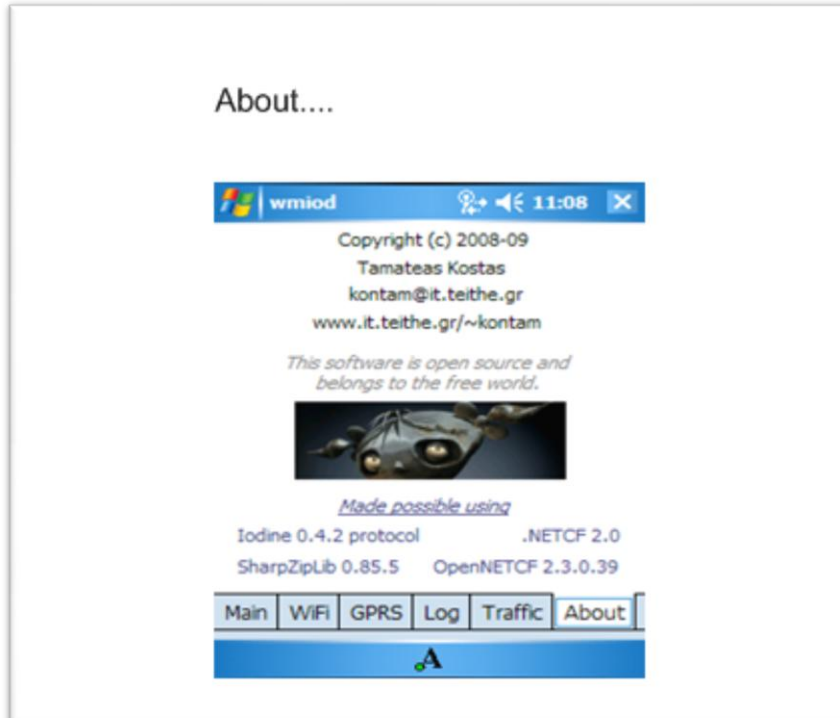 About....
wmiod 11:08
Copyright (c) 2008-09
Tamateas Kostas
kontam@it.teithe.gr
www.it.teithe.gr/~kontam
This software is open source and
belongs to the free world.
Made possible using
Iodine 0.4.2 protocol .NETCF 2.0
SharpZipLib 0.85.5 OpenNETCF 2.3.0.39
Main WiFi GPRS Log Traffic About
A